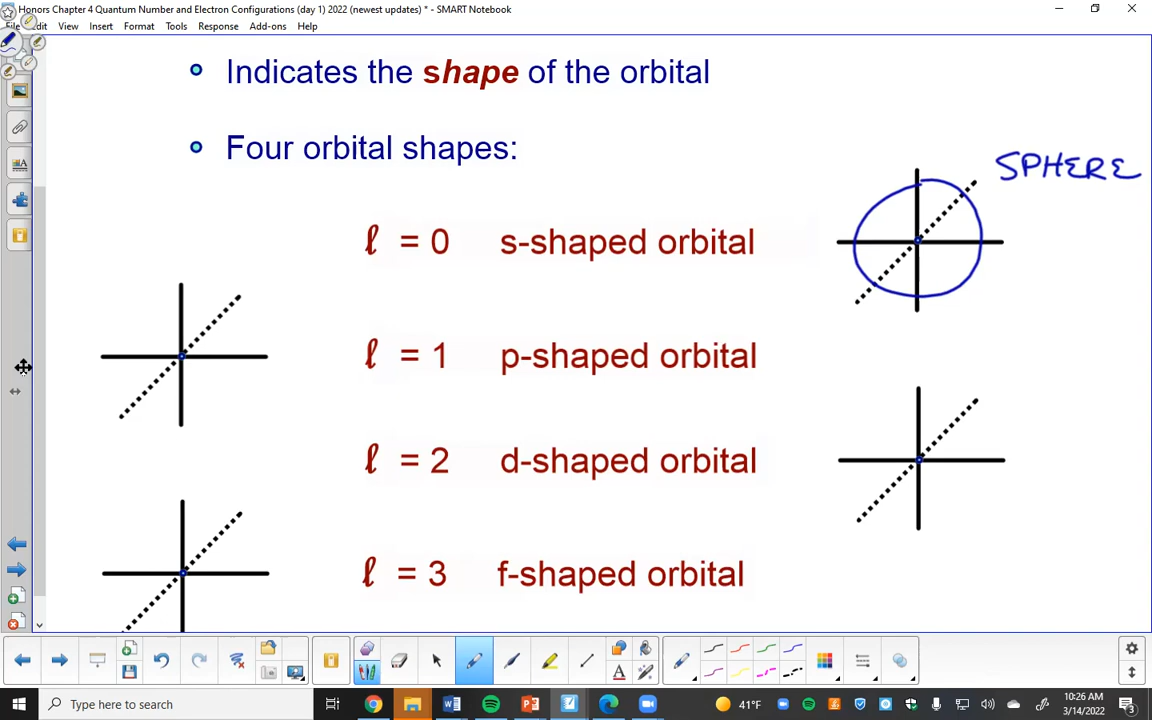 Honors Chapter 4 Quantum Number and Electron Configurations (day 1) 2022 (newest updates) * - SMART Notebook
File Edit View Insert Format Tools Response Add-ons Help
Indicates the shape of the orbital
Four orbital shapes:
SPHERE
ℓ = 0 s-shaped orbital
ℓ = 1 p-shaped orbital
ℓ = 2 d-shaped orbital
ℓ = 3 f-shaped orbital
Type here to search
41°F
10:26 AM
3/14/2022